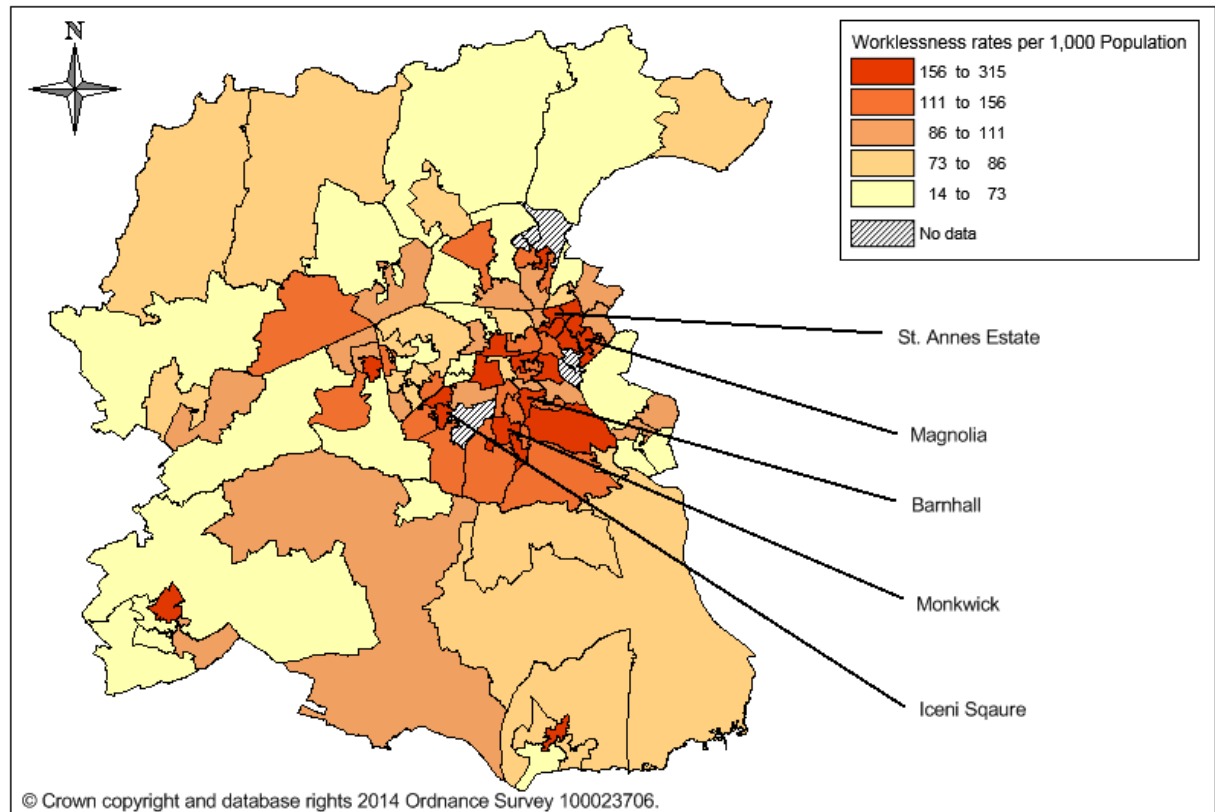 N
Worklessness rates per 1,000 Population
156 to 315
111 to 156
86 to 111
73 to 86
14 to 73
No data
St. Annes Estate
Magnolia
Barnhall
Monkwick
Iceni Sqaure
© Crown copyright and database rights 2014 Ordnance Survey 100023706.